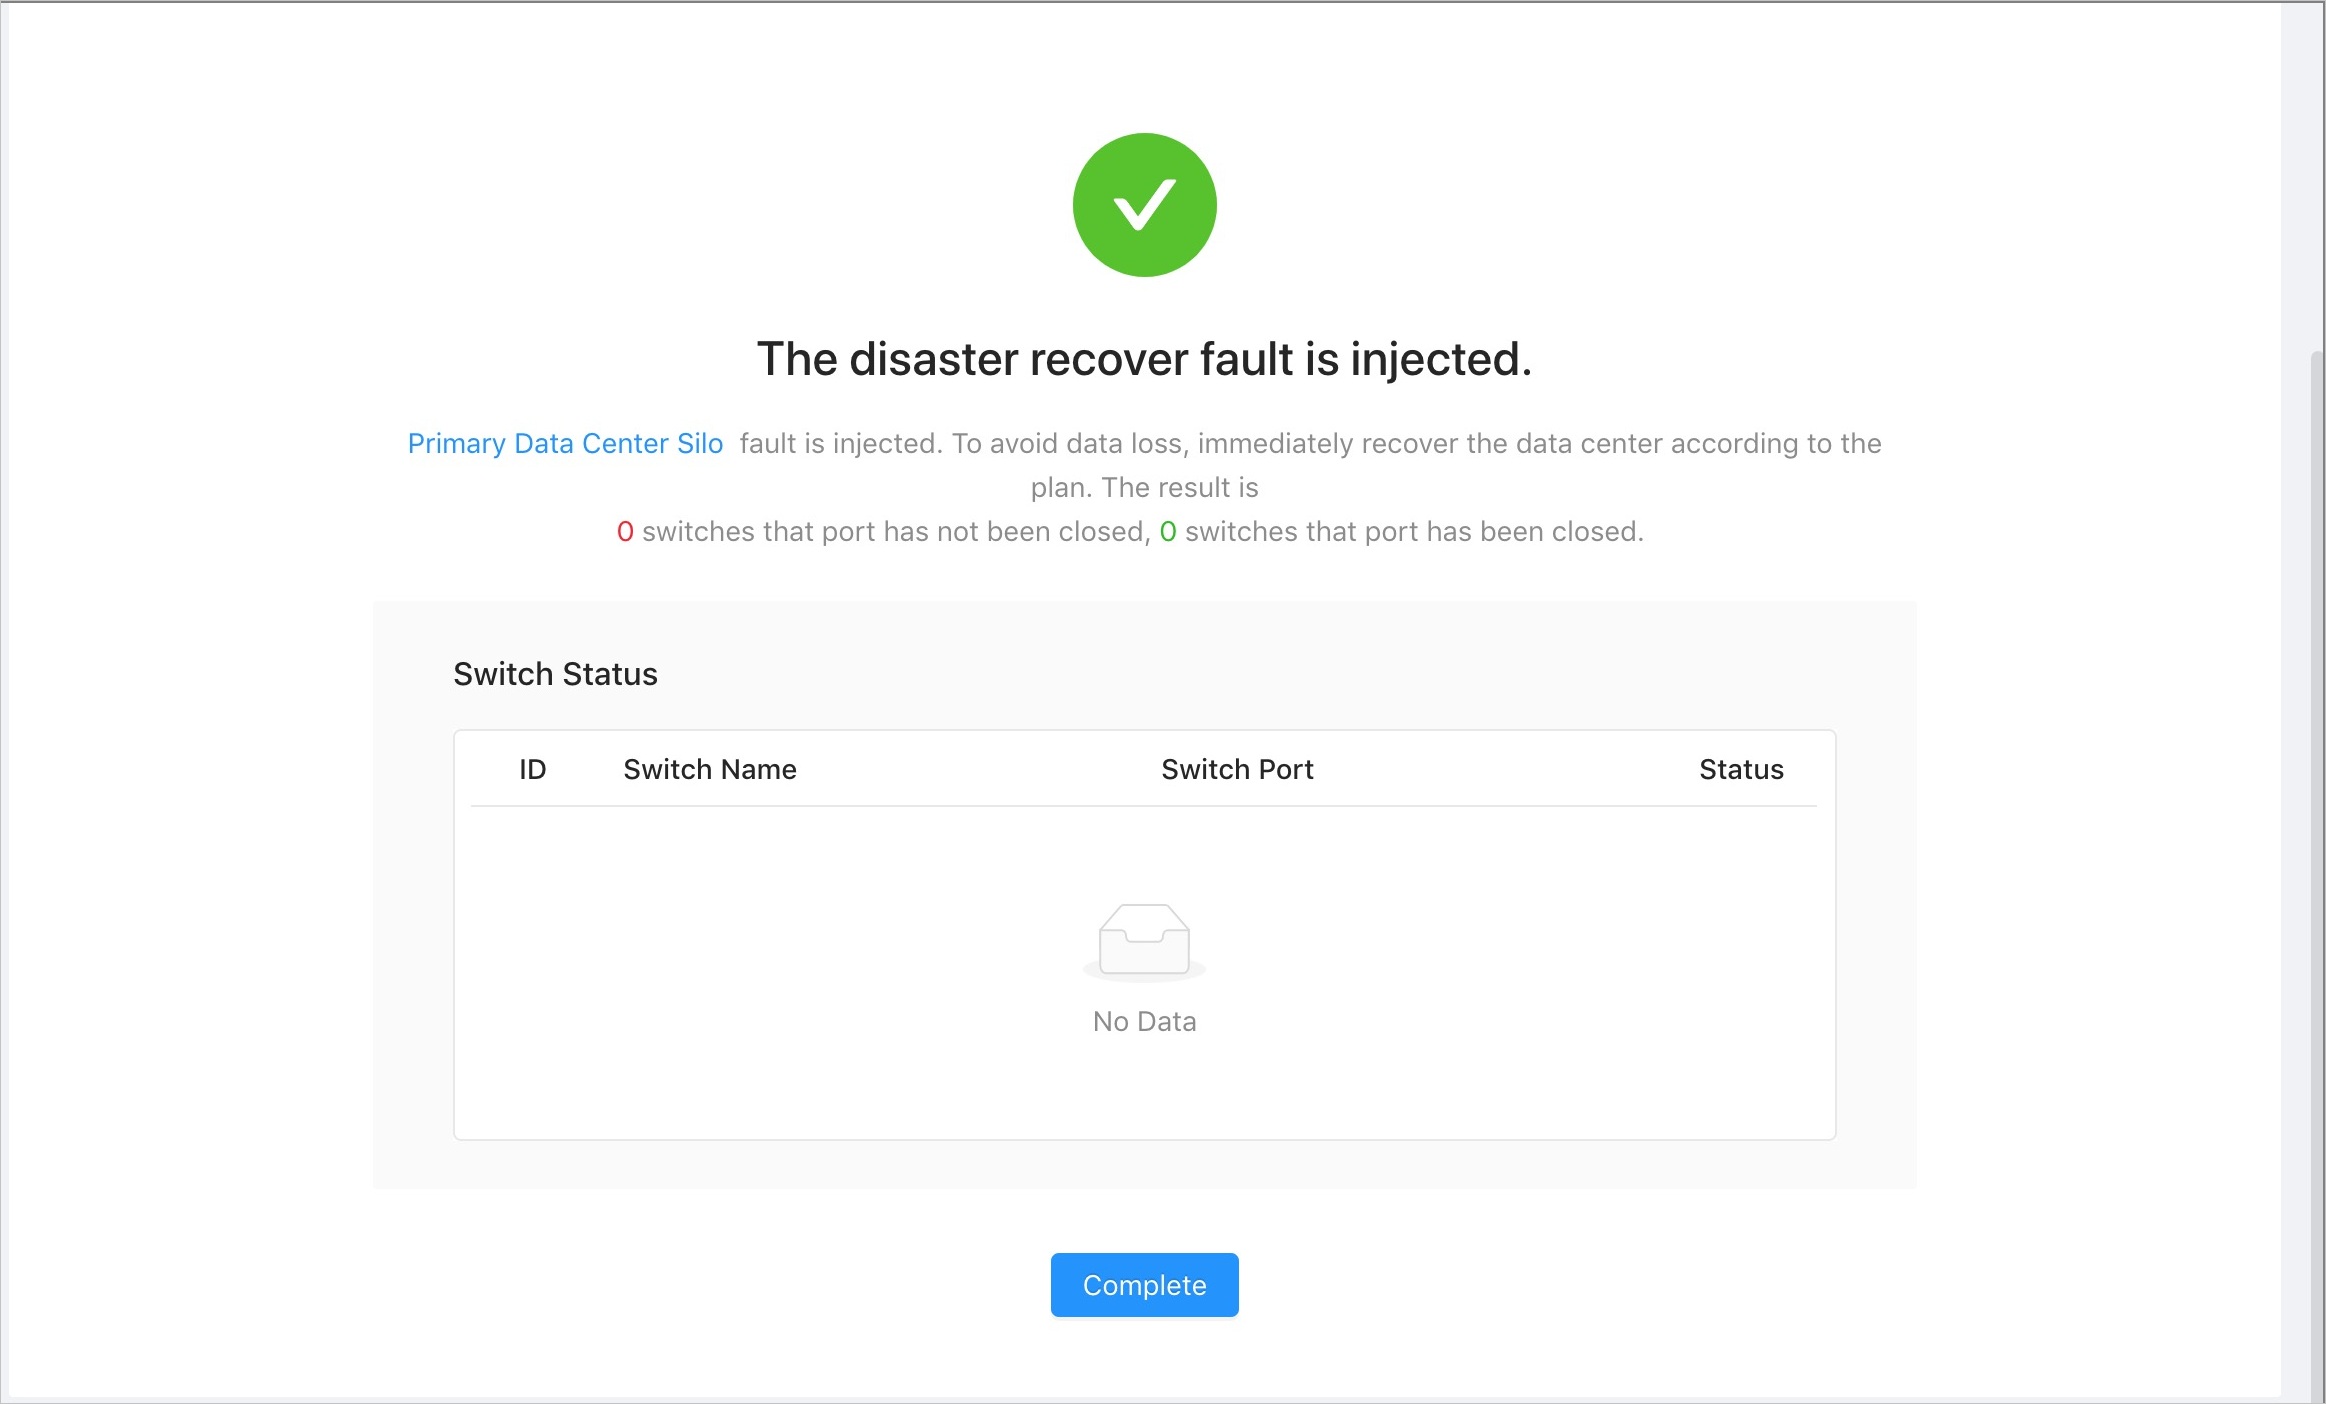 The disaster recover fault is injected.
Primary Data Center Silo fault is injected. To avoid data loss, immediately recover the data center according to the
plan. The result is
0 switches that port has not been closed, 0 switches that port has been closed.
Switch Status
ID Switch Name Switch Port Status
No Data
Complete